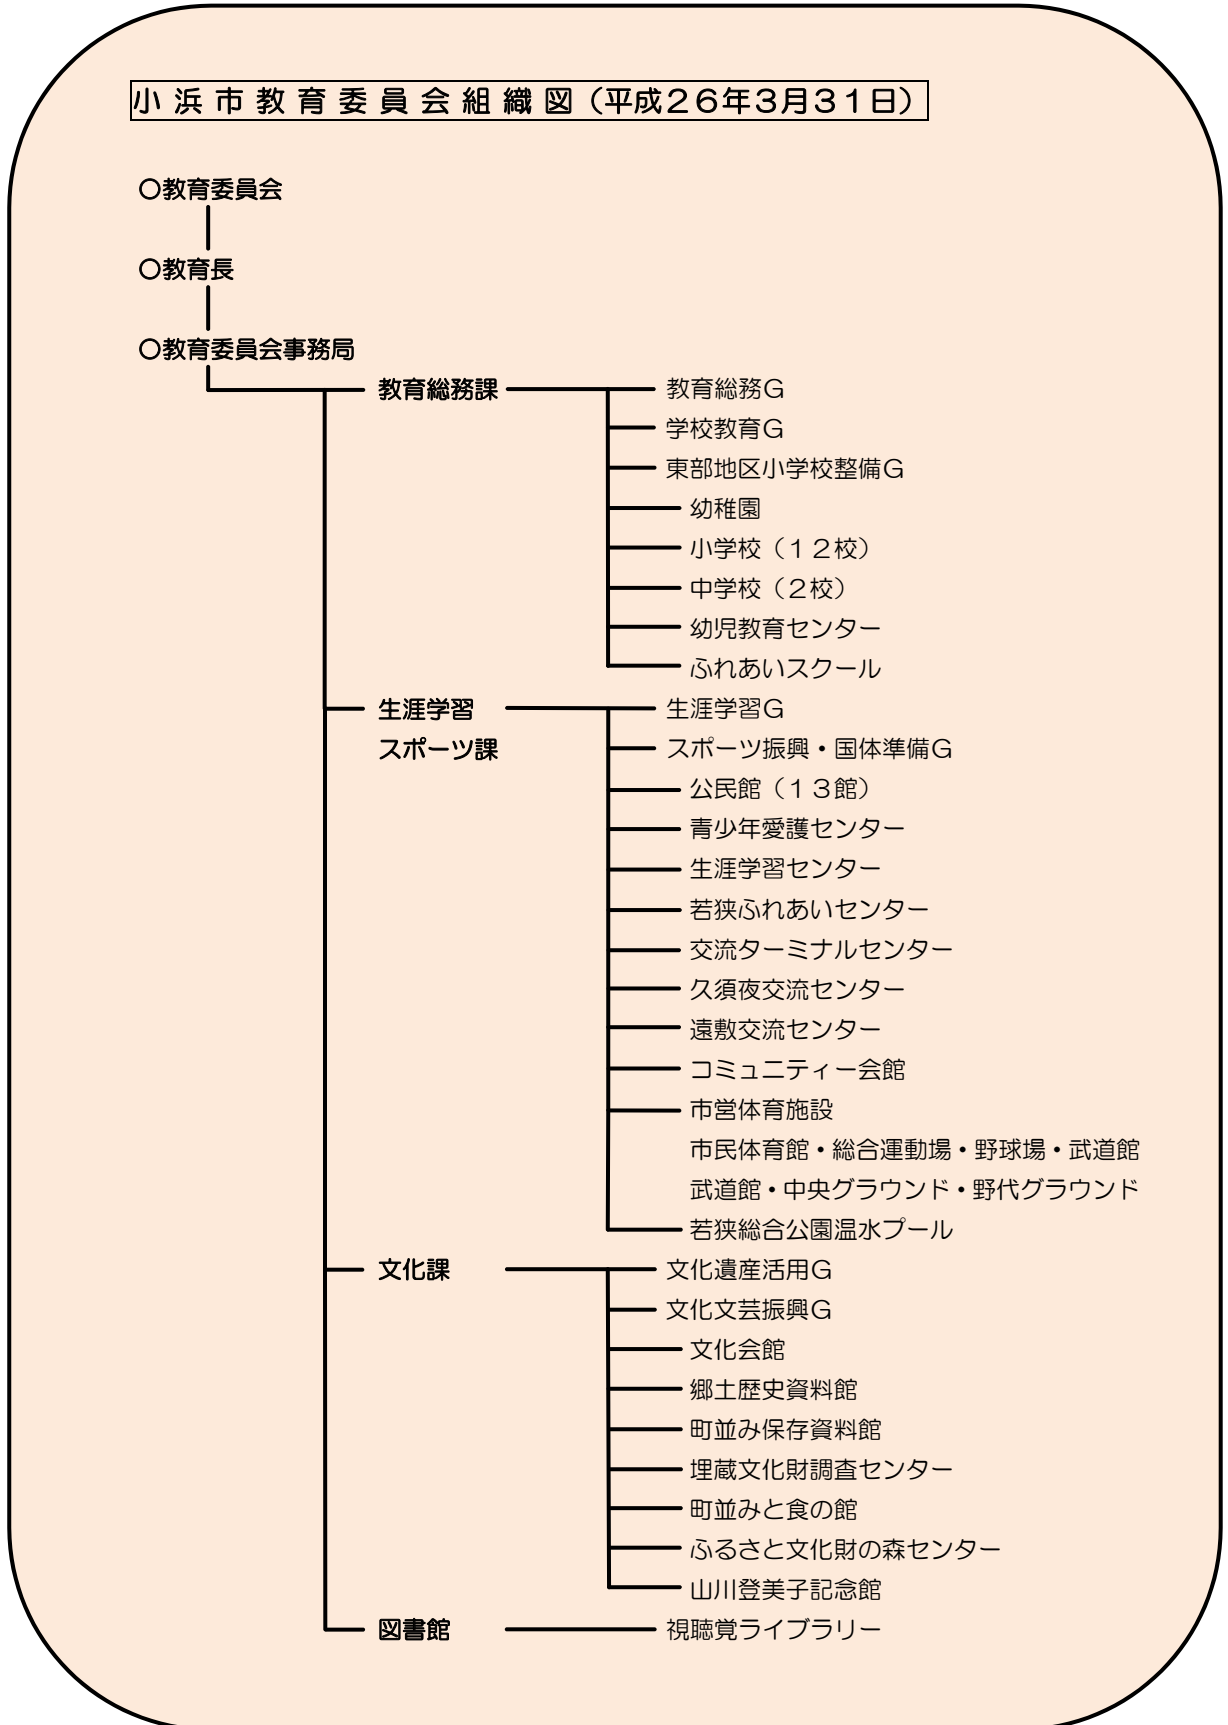 小浜市教育委員会組織図（平成２６年３月３１日）
○教育委員会
○教育長
○教育委員会事務局
教育総務課 教育総務Ｇ
学校教育Ｇ
東部地区小学校整備Ｇ
幼稚園
小学校（１２校）
中学校（２校）
幼児教育センター
ふれあいスクール
生涯学習 生涯学習Ｇ
スポーツ課 スポーツ振興・国体準備Ｇ
公民館（１３館）
青少年愛護センター
生涯学習センター
若狭ふれあいセンター
交流ターミナルセンター
久須夜交流センター
遠敷交流センター
コミュニティー会館
市営体育施設
市民体育館・総合運動場・野球場・武道館
武道館・中央グラウンド・野代グラウンド
若狭総合公園温水プール
文化課 文化遺産活用Ｇ
文化文芸振興Ｇ
文化会館
郷土歴史資料館
町並み保存資料館
埋蔵文化財調査センター
町並みと食の館
ふるさと文化財の森センター
山川登美子記念館
図書館 視聴覚ライブラリー